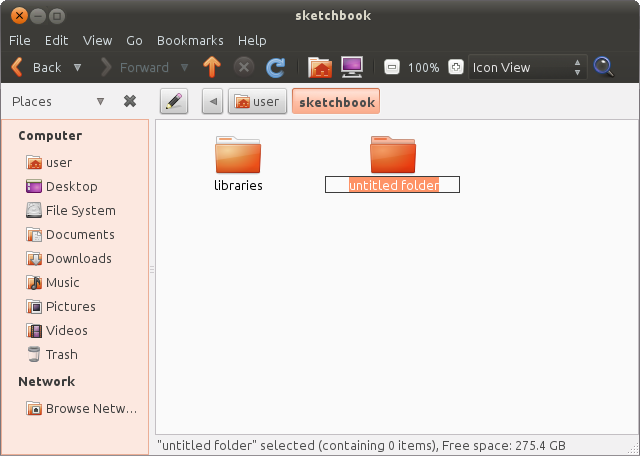 sketchbook
File Edit View Go Bookmarks Help
Back Forward 100% Icon View
Places user sketchbook
Computer
user
Desktop
File System
Documents
Downloads
Music
Pictures
Videos
Trash
Network
Browse Netw...
libraries untitled folder
"untitled folder" selected (containing 0 items), Free space: 275.4 GB